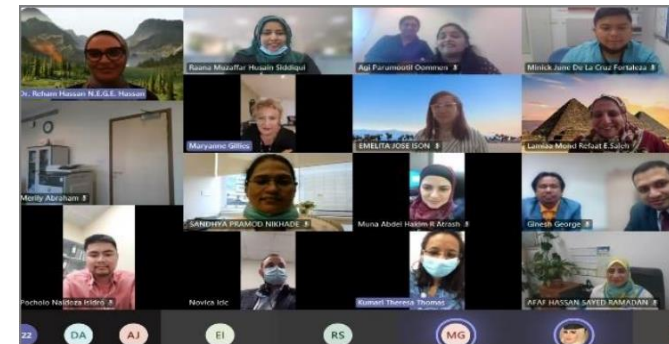 Dr. Reham Hassan N.E.G.E. Hassan
Raana Muzaffar Husain Siddiqui
Agi Paramootil Oommen
Minick June De La Cruz Fortaleza
Merily Abraham
Maryanne Gillies
EMELITA JOSE ISON
Lamiaa Mohd Refaat E.Saleh
SANDHYA PRAMOD NIKHADE
Muna Abdel Hakim R Atrash
Ginesh George
Pocholo Naidoza Isidro
Novica Icic
Kumari Theresa Thomas
AFAF HASSAN SAYED RAMADAN
22
DA
AJ
EI
RS
MG